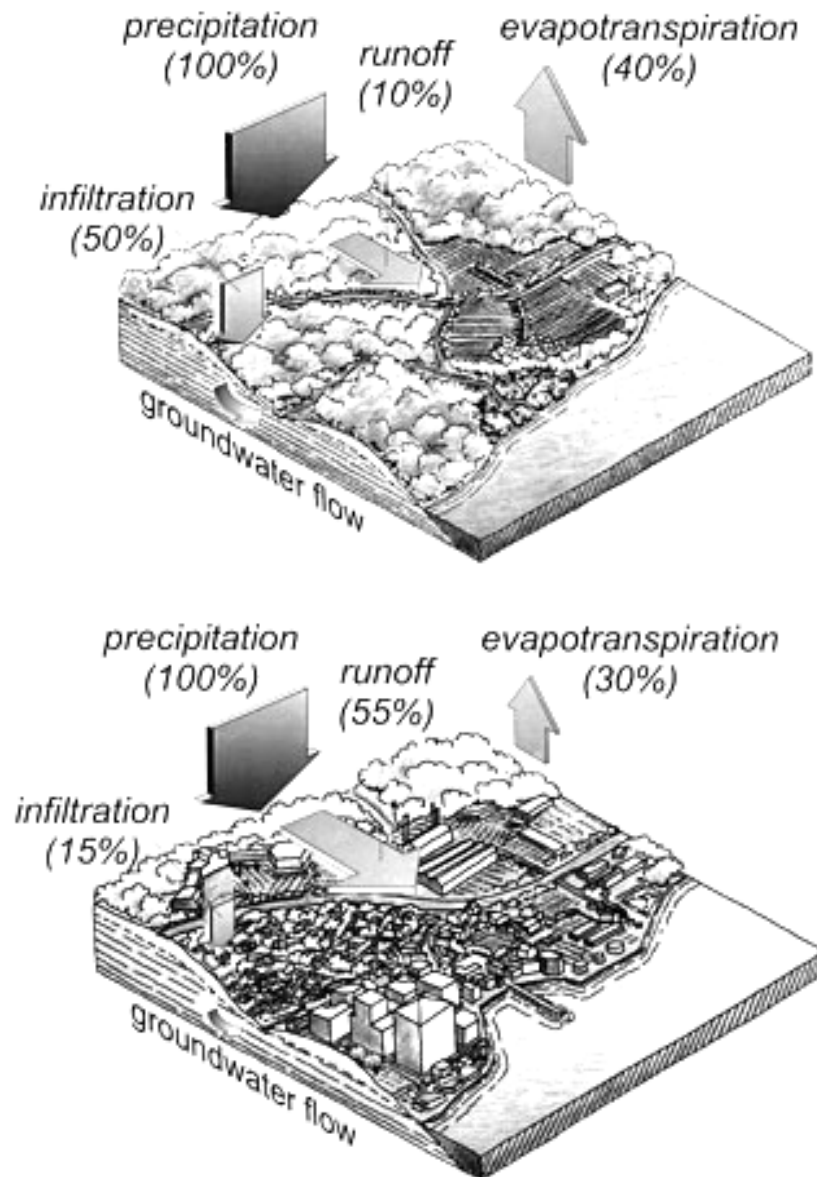 precipitation
(100%)
runoff
(10%)
evapotranspiration
(40%)
infiltration
(50%)
groundwater flow
precipitation
(100%)
runoff
(55%)
evapotranspiration
(30%)
infiltration
(15%)
groundwater flow